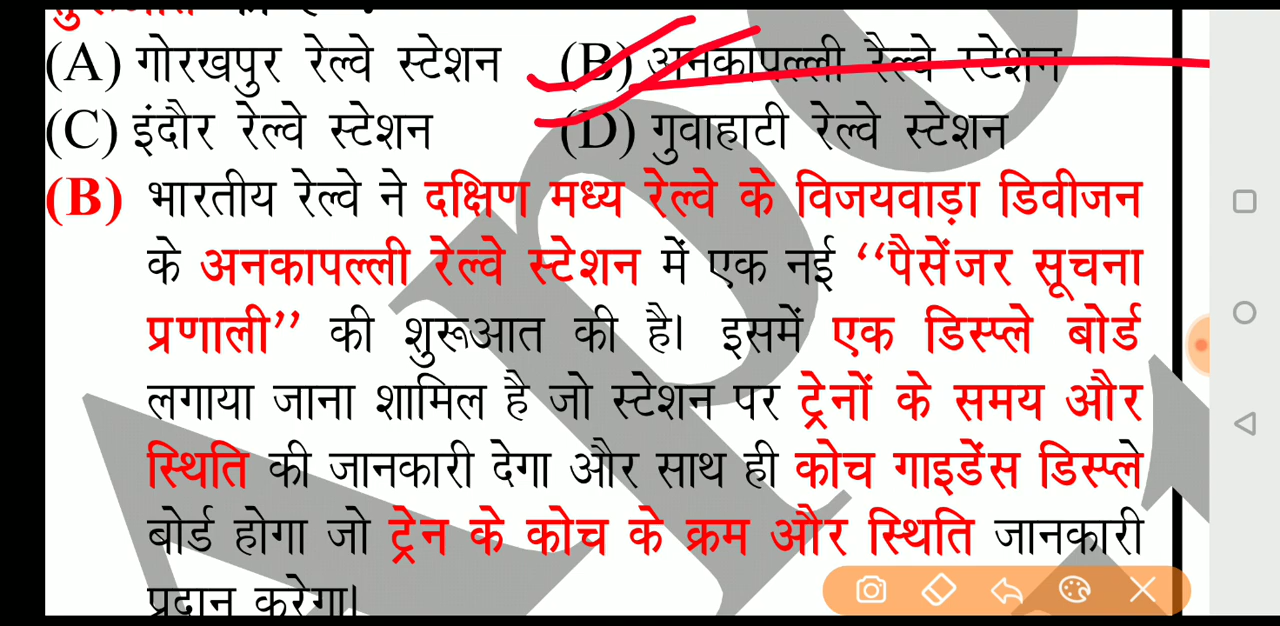 (A) गोरखपुर रेल्वे स्टेशन (B) अनकापल्ली रैल्वे स्टेशन
(C) इंदौर रेल्वे स्टेशन (D) गुवाहाटी रेल्वे स्टेशन
(B) भारतीय रेल्वे ने दक्षिण मध्य रेल्वे के विजयवाड़ा डिवीजन
के अनकापल्ली रेल्वे स्टेशन में एक नई ‘‘पैसेंजर सूचना
प्रणाली’’ की शुरूआत की है। इसमें एक डिस्प्ले बोर्ड
लगाया जाना शामिल है जो स्टेशन पर ट्रेनों के समय और
स्थिति की जानकारी देगा और साथ ही कोच गाइडेंस डिस्प्ले
बोर्ड होगा जो ट्रेन के कोच के क्रम और स्थिति जानकारी
प्रदान करेगा।